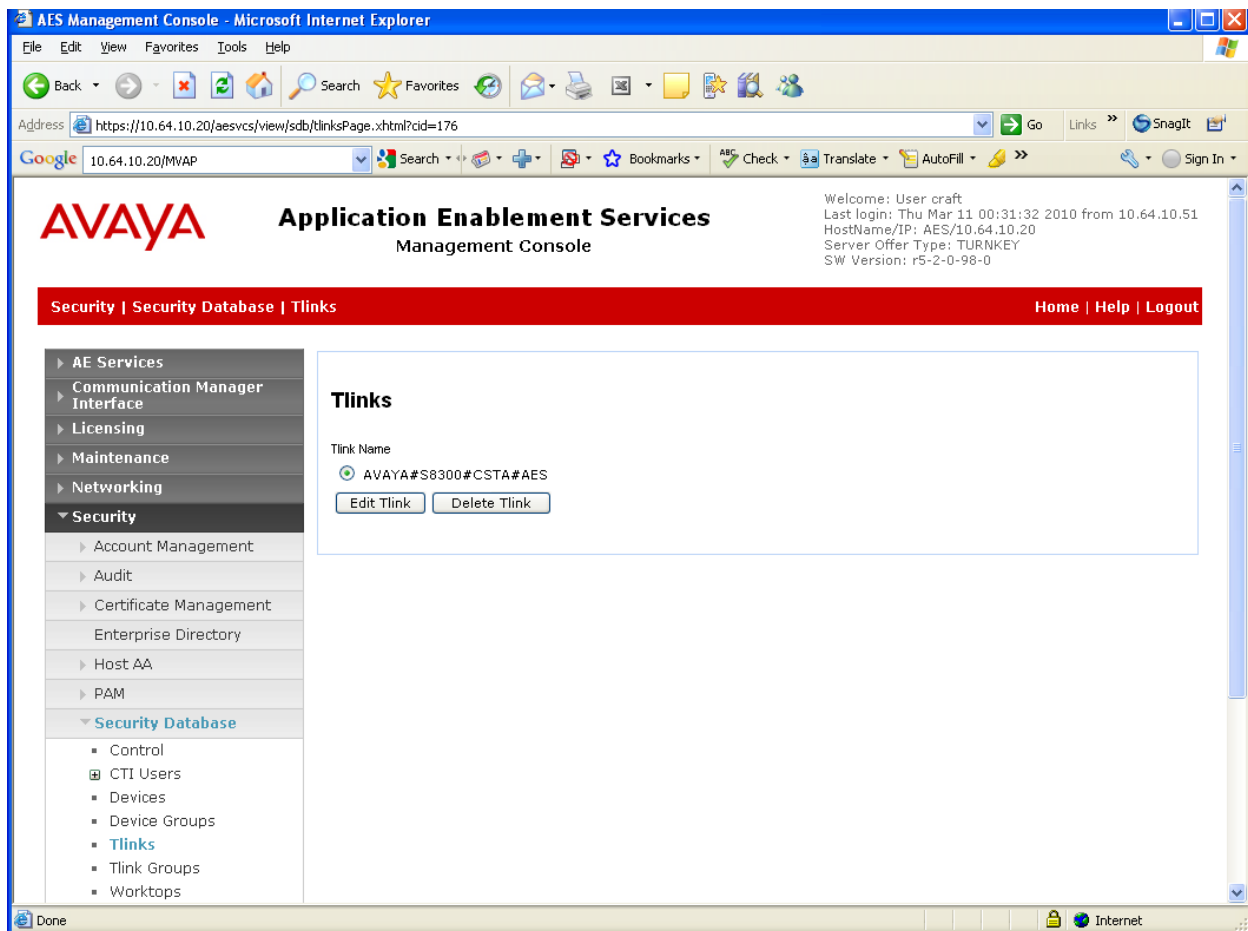 AES Management Console - Microsoft Internet Explorer
File Edit View Favorites Tools Help
Back Search Favorites
Address https://10.64.10.20/aesvcs/view/sdb/tlinksPage.xhtml?cid=176 Go Links » SnagIt
Google 10.64.10.20/MVAP Search Bookmarks ABC Check Translate AutoFill » Sign In
AVAYA
Application Enablement Services
Management Console
Welcome: User craft
Last login: Thu Mar 11 00:31:32 2010 from 10.64.10.51
HostName/IP: AES/10.64.10.20
Server Offer Type: TURNKEY
SW Version: r5-2-0-98-0
Security | Security Database | Tlinks Home | Help | Logout
AE Services
Communication Manager
Interface
Licensing
Maintenance
Networking
Security
Account Management
Audit
Certificate Management
Enterprise Directory
Host AA
PAM
Security Database
Control
CTI Users
Devices
Device Groups
Tlinks
Tlink Groups
Worktops
Tlinks
Tlink Name
AVAYA#S8300#CSTA#AES
Edit Tlink Delete Tlink
Done Internet